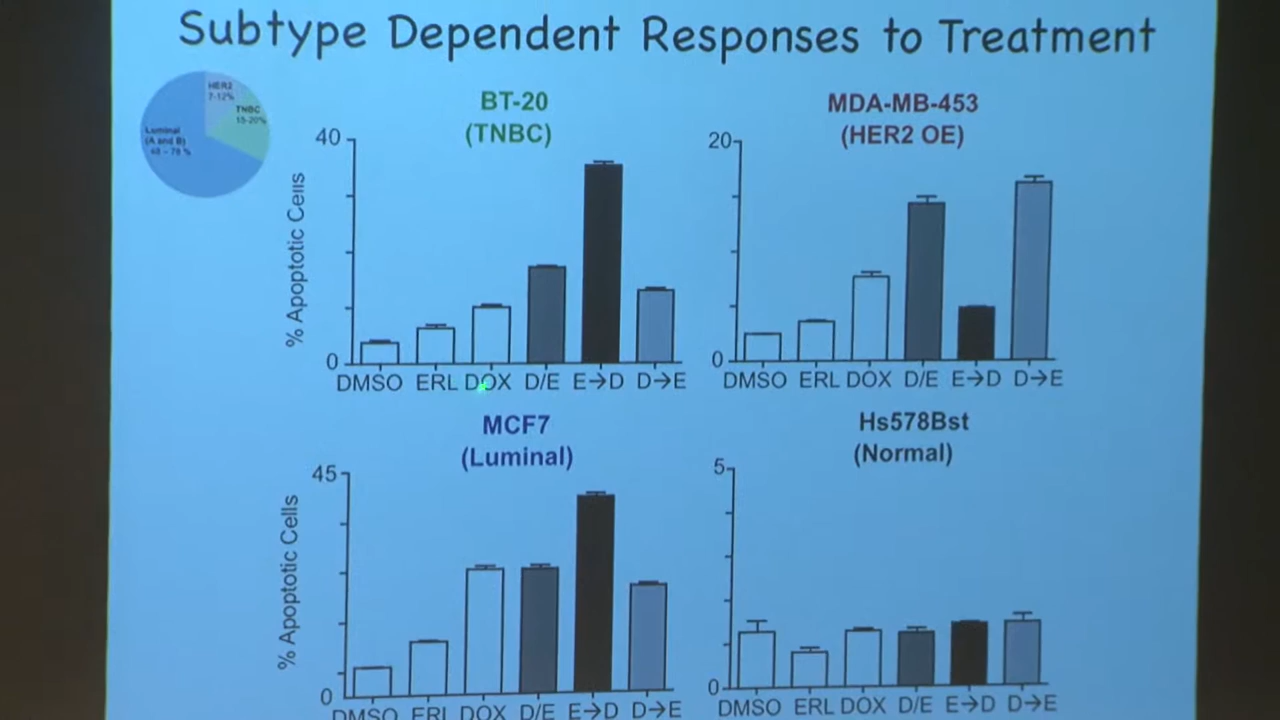 Subtype Dependent Responses to Treatment
HER2
7-12%
TNBC
15-20%
Luminal
(A and B)
BT-20
(TNBC)
40
% Apoptotic Cells
0
DMSO ERL DOX D/E E→D D→E
MDA-MB-453
(HER2 OE)
20
0
DMSO ERL DOX D/E E→D D→E
MCF7
(Luminal)
45
% Apoptotic Cells
0
DMSO ERL DOX D/E E→D D→E
Hs578Bst
(Normal)
5
0
DMSO ERL DOX D/E E→D D→E